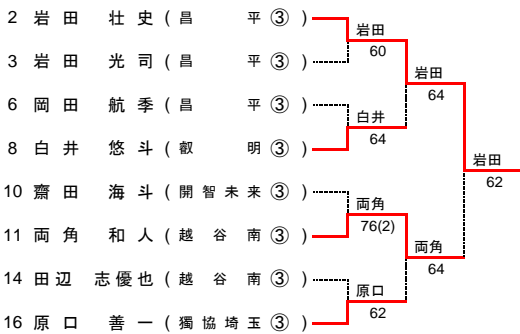 2 岩田 壮史 (昌平③)
岩田
3 岩田 光司 (昌平③)
60
岩田
6 岡田 航季 (昌平③)
64
白井
8 白井 悠斗 (叡明③)
64
岩田
62
10 齋田 海斗 (開智未来③)
両角
11 両角 和人 (越谷南③)
76(2)
両角
14 田辺 志優也 (越谷南③)
64
原口
16 原口 善一 (獨協埼玉③)
62